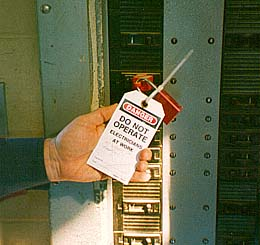 DANGER
DO NOT
OPERATE
ELECTRICIANS
AT WORK